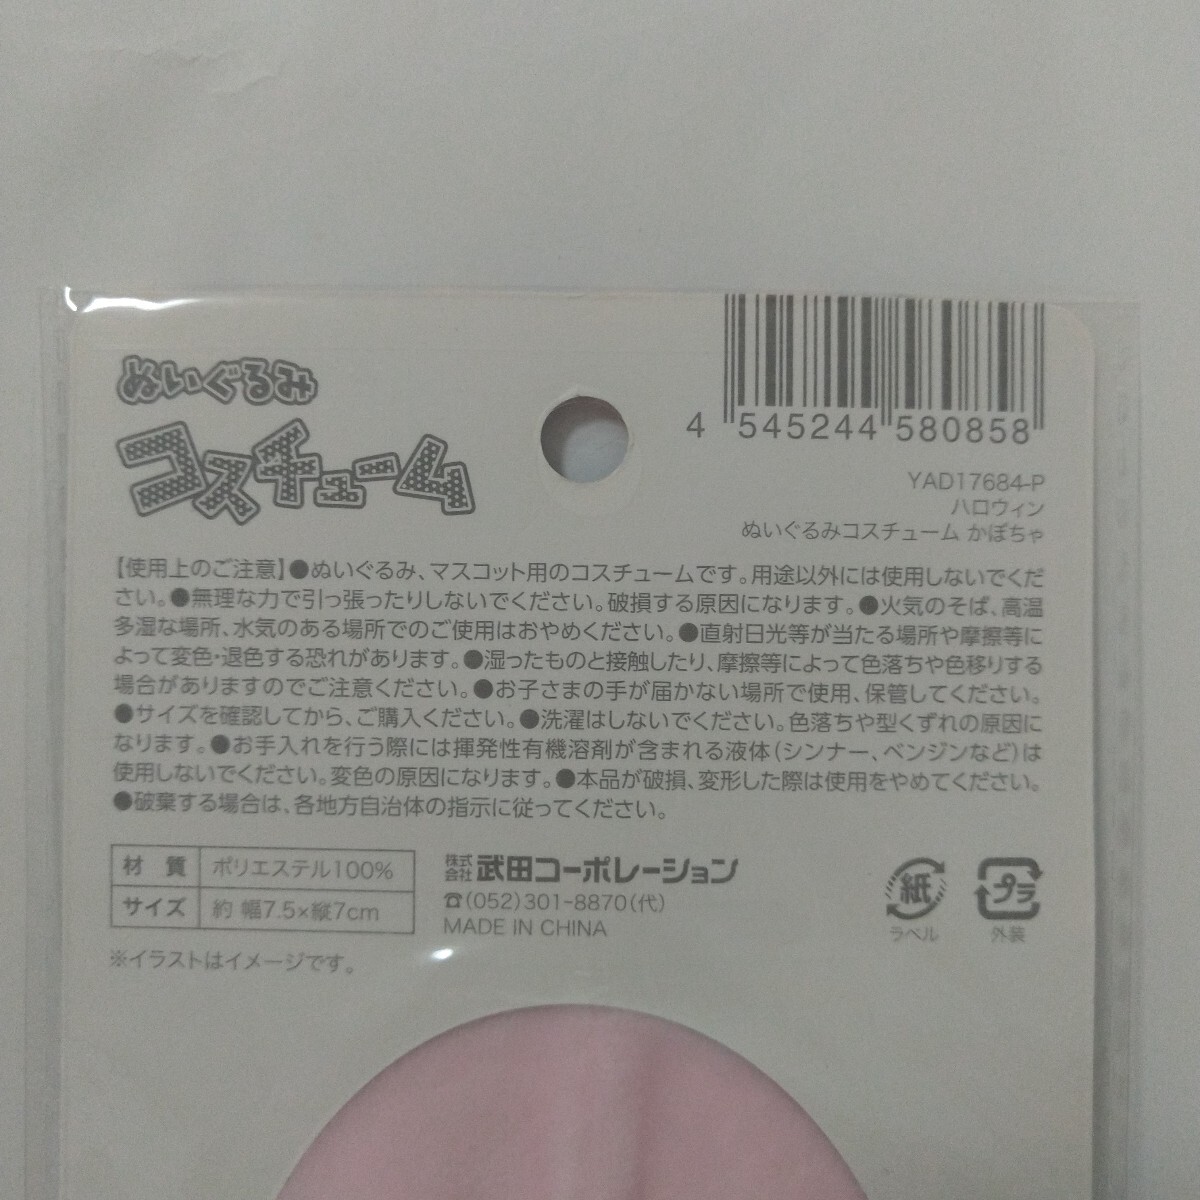 ぬいぐるみ
コスチューム
4 545244 580858
YAD17684-P
ハロウィン
ぬいぐるみコスチューム かぼちゃ
【使用上のご注意】●ぬいぐるみ、マスコット用のコスチュームです。用途以外には使用しないでくだ
さい。●無理な力で引っ張ったりしないでください。破損する原因になります。●火気のそば、高温
多湿な場所、水気のある場所でのご使用はおやめください。●直射日光等が当たる場所や摩擦等に
よって変色・退色する恐れがあります。●湿ったものと接触したり、摩擦等によって色落ちや色移りする
場合がありますのでご注意ください。●お子さまの手が届かない場所で使用、保管してください。
●サイズを確認してから、ご購入ください。●洗濯はしないでください。色落ちや型くずれの原因に
なります。●お手入れを行う際には揮発性有機溶剤が含まれる液体(シンナー、ベンジンなど)は
使用しないでください。変色の原因になります。●本品が破損、変形した際は使用をやめてください。
●破棄する場合は、各地方自治体の指示に従ってください。
材 質 ポリエステル100%
サイズ 約 幅7.5×縦7cm
※イラストはイメージです。
株式会社 武田コーポレーション
☎(052)301-8870(代)
MADE IN CHINA
紙
ラベル
プラ
外装